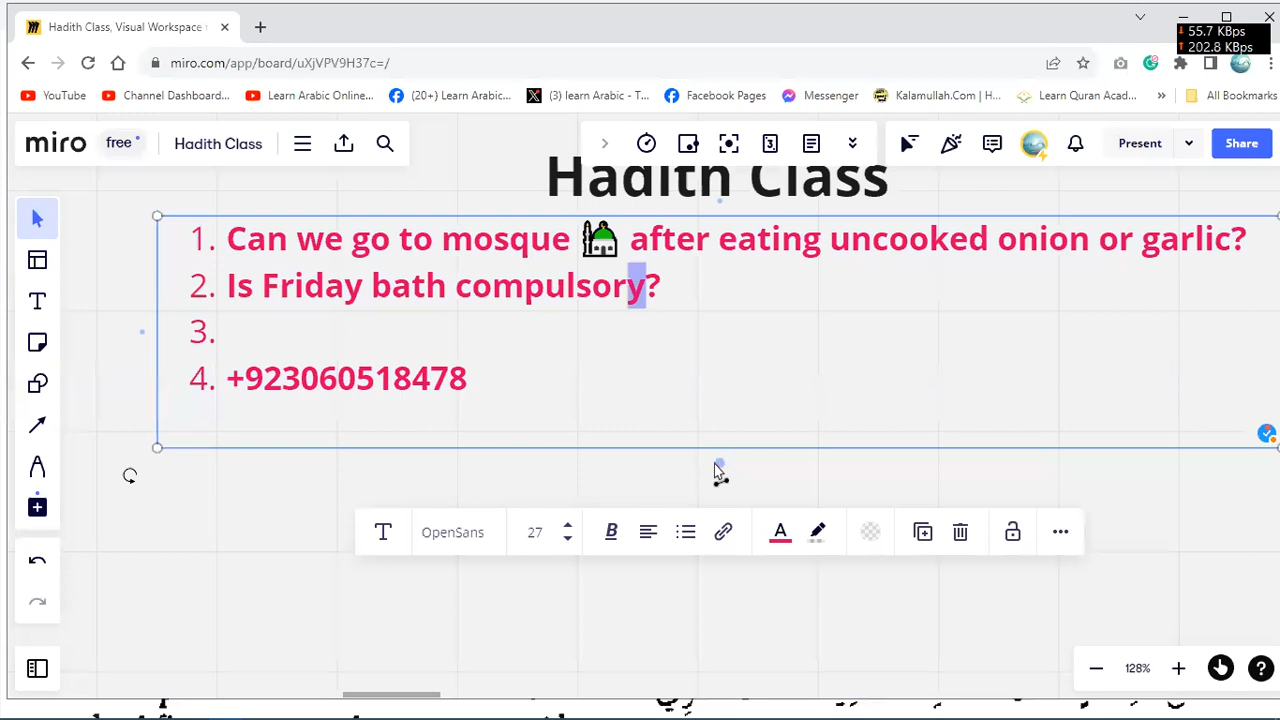 Hadith Class, Visual Workspace
55.7 KBps
202.8 KBps
miro.com/app/board/uXjVPV9H37c=/
YouTube
Channel Dashboard...
Learn Arabic Online...
(20+) Learn Arabic...
(3) learn Arabic - T...
Facebook Pages
Messenger
Kalamullah.Com | H...
Learn Quran Acad...
»
All Bookmarks
miro
free
Hadith Class
3
Present
Share
Hadith Class
1. Can we go to mosque 🕌 after eating uncooked onion or garlic?
2. Is Friday bath compulsory?
3.
4. +923060518478
OpenSans
27
B
A
128%